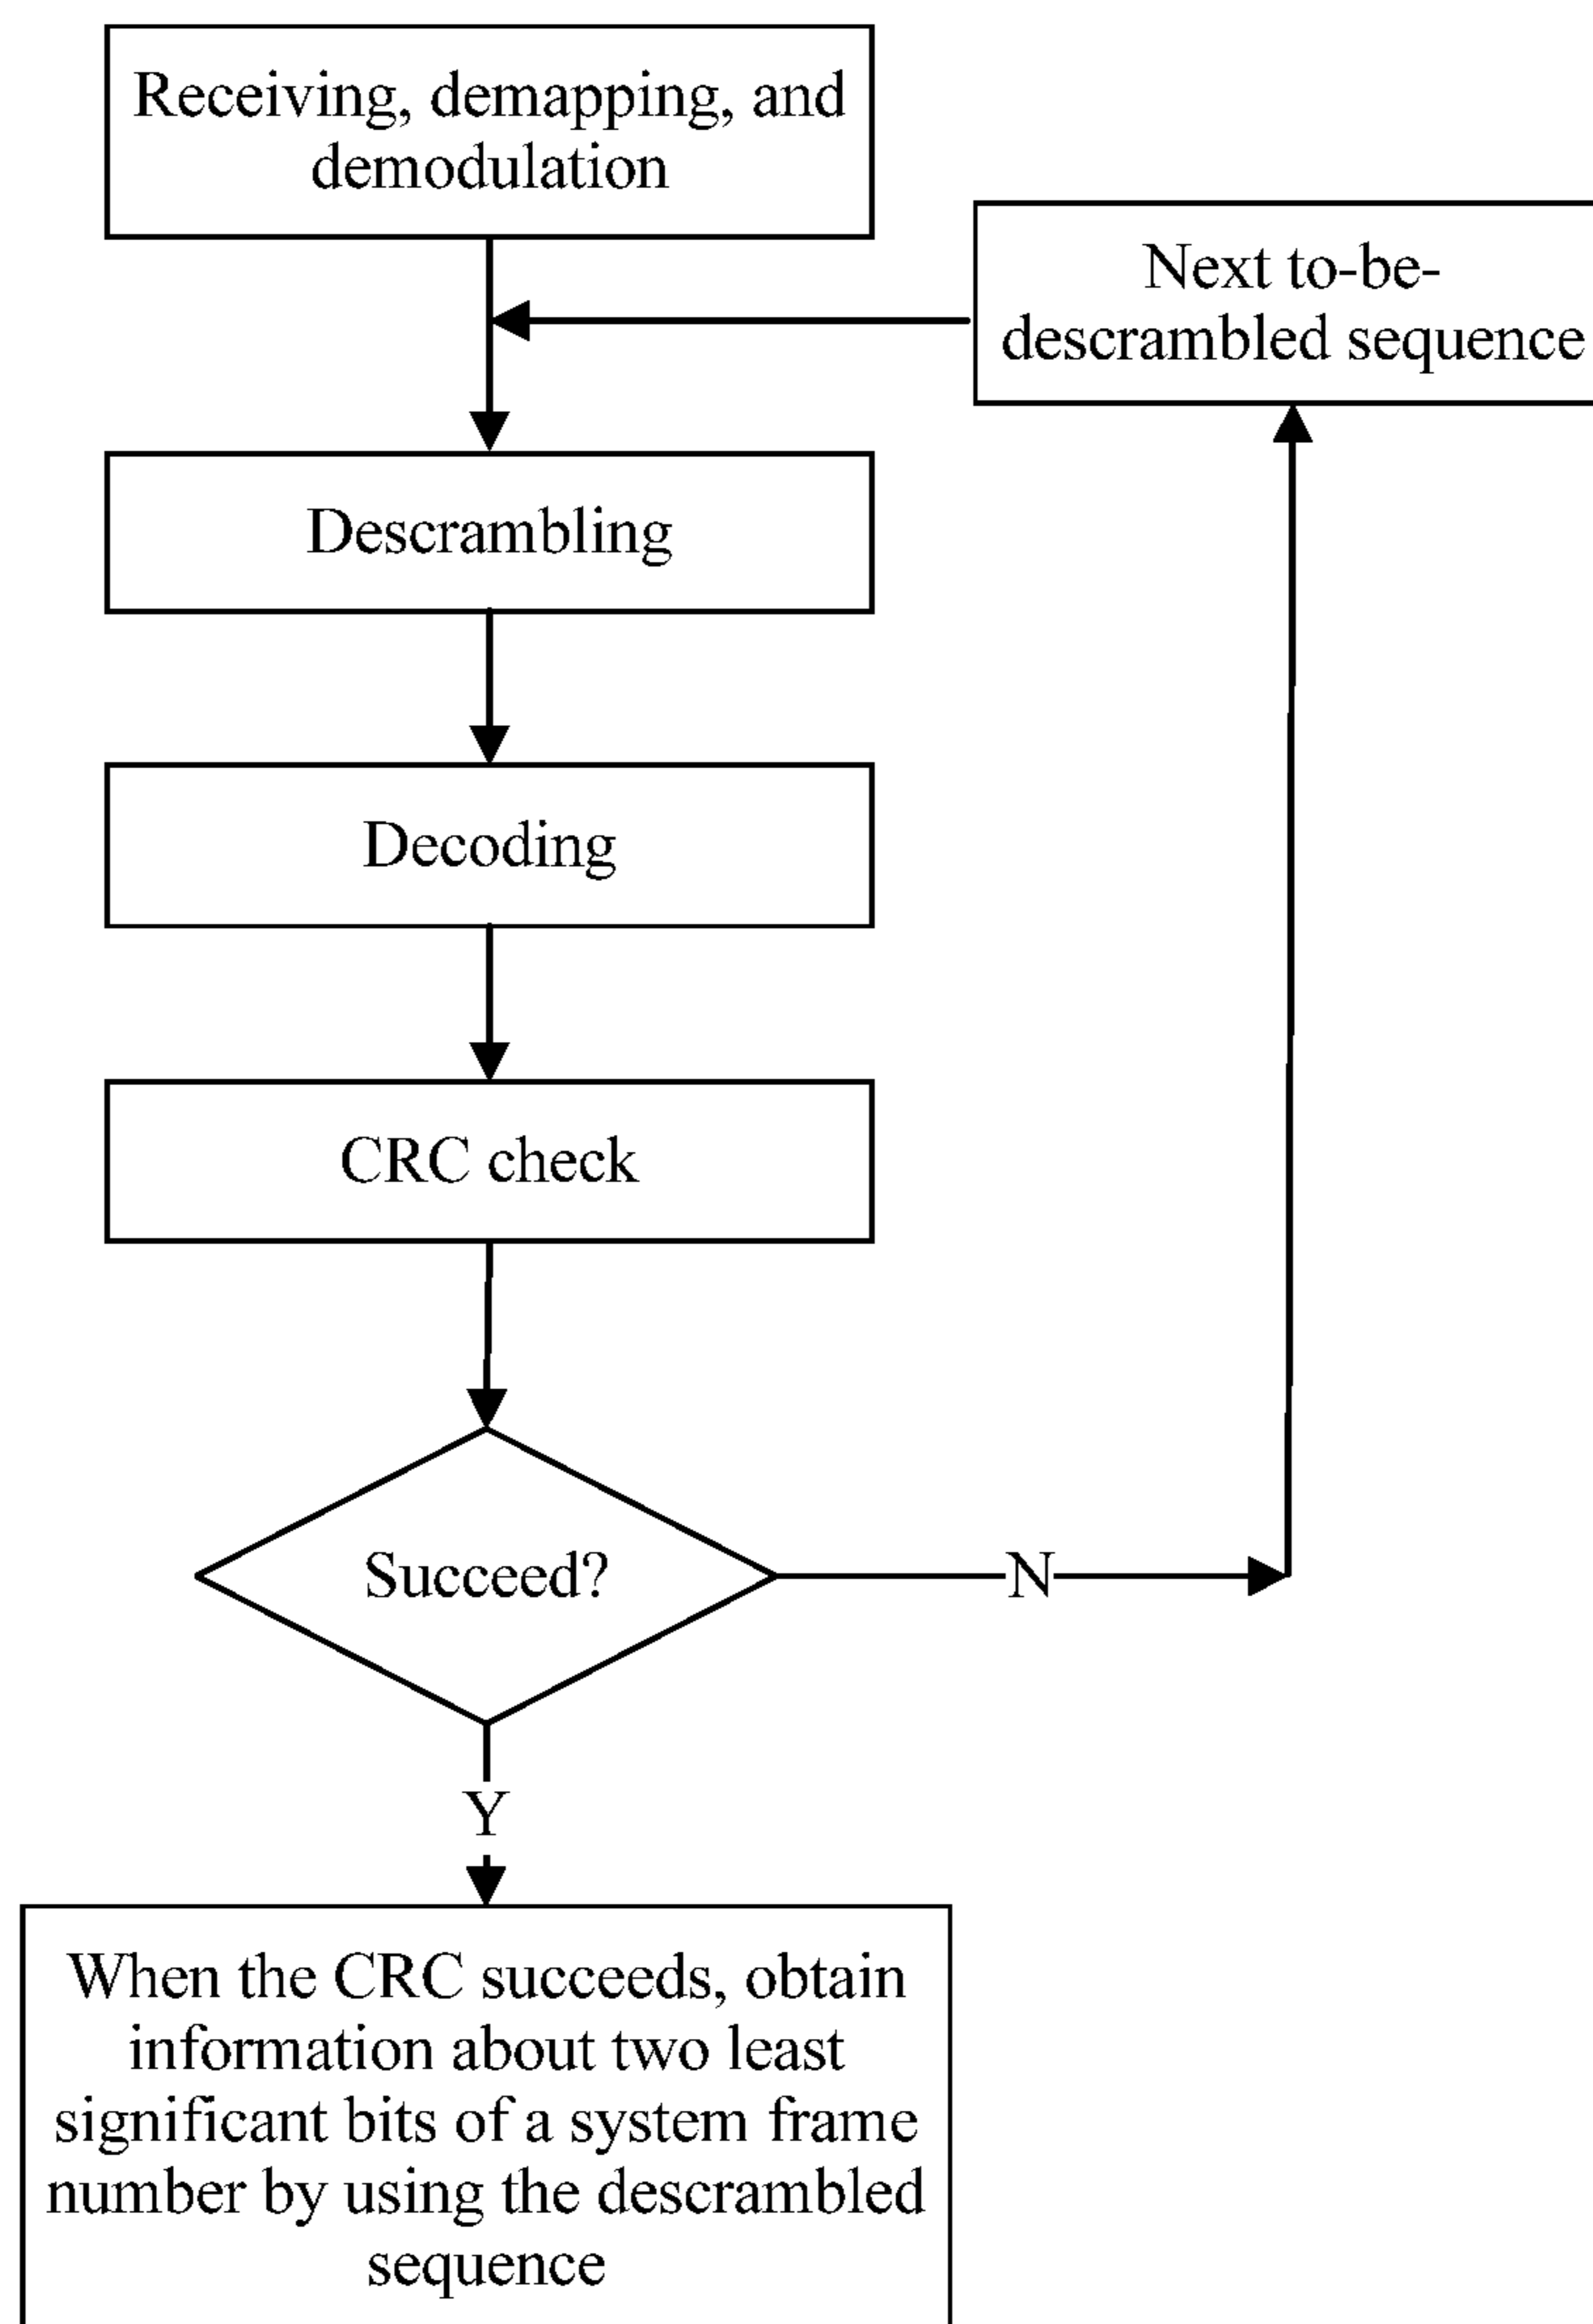 Receiving, demapping, and
demodulation
Next to-be-
descrambled sequence
Descrambling
Decoding
CRC check
Succeed?
N
Y
When the CRC succeeds, obtain
information about two least
significant bits of a system frame
number by using the descrambled
sequence